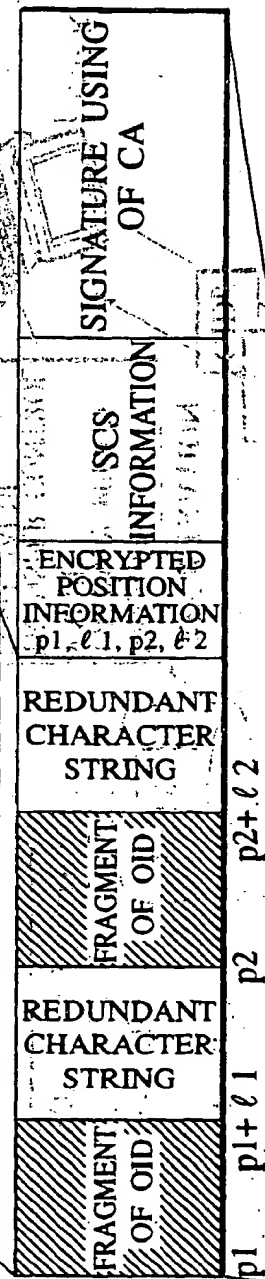 SIGNATURE USING
OF CA
SCS
INFORMATION
ENCRYPTED
POSITION
INFORMATION
p1, ℓ1, p2, ℓ2
REDUNDANT
CHARACTER
STRING
FRAGMENT
OF OID
REDUNDANT
CHARACTER
STRING
FRAGMENT
OF OID
p1
p1+ℓ1
p2
p2+ℓ2